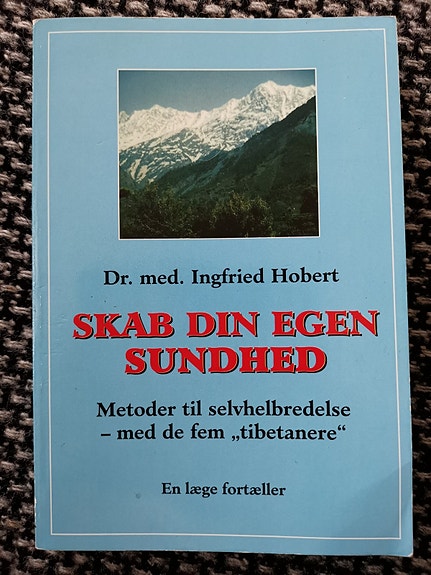 Dr. med. Ingfried Hobert
SKAB DIN EGEN
SUNDHED
Metoder til selvhelbredelse
– med de fem „tibetanere“
En læge fortæller